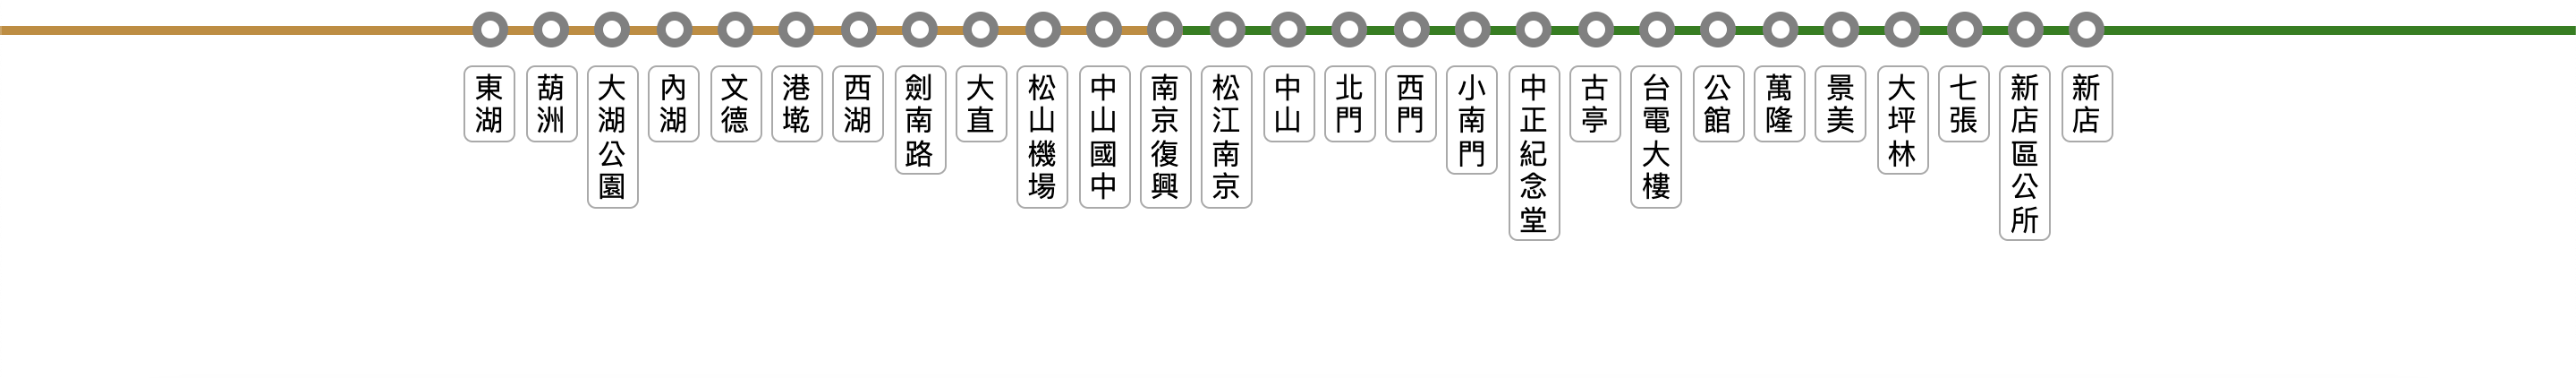 東湖
葫洲
大湖公園
內湖
文德
港墘
西湖
劍南路
大直
松山機場
中山國中
南京復興
松江南京
中山
北門
西門
小南門
中正紀念堂
古亭
台電大樓
公館
萬隆
景美
大坪林
七張
新店區公所
新店